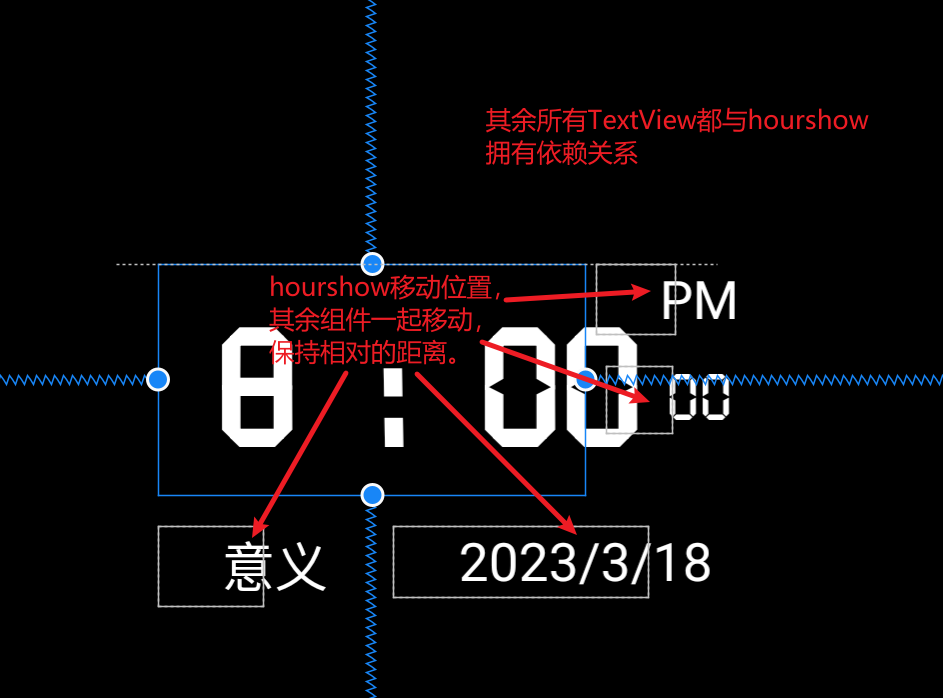 其余所有TextView都与hourshow
拥有依赖关系
hourshow移动位置，
其余组件一起移动，
保持相对的距离。
PM
8:00
00
意义
2023/3/18